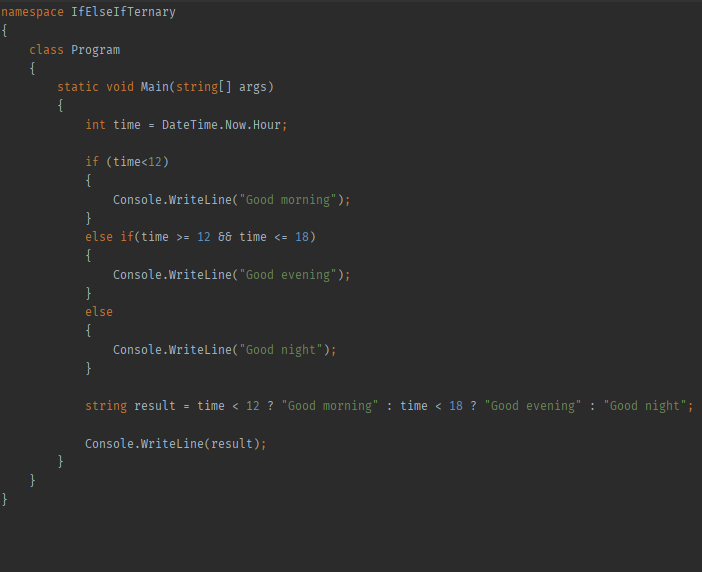 namespace IfElseIfTernary
{
    class Program
    {
        static void Main(string[] args)
        {
            int time = DateTime.Now.Hour;

            if (time<12)
            {
                Console.WriteLine("Good morning");
            }
            else if(time >= 12 && time <= 18)
            {
                Console.WriteLine("Good evening");
            }
            else
            {
                Console.WriteLine("Good night");
            }

            string result = time < 12 ? "Good morning" : time < 18 ? "Good evening" : "Good night";

            Console.WriteLine(result);
        }
    }
}